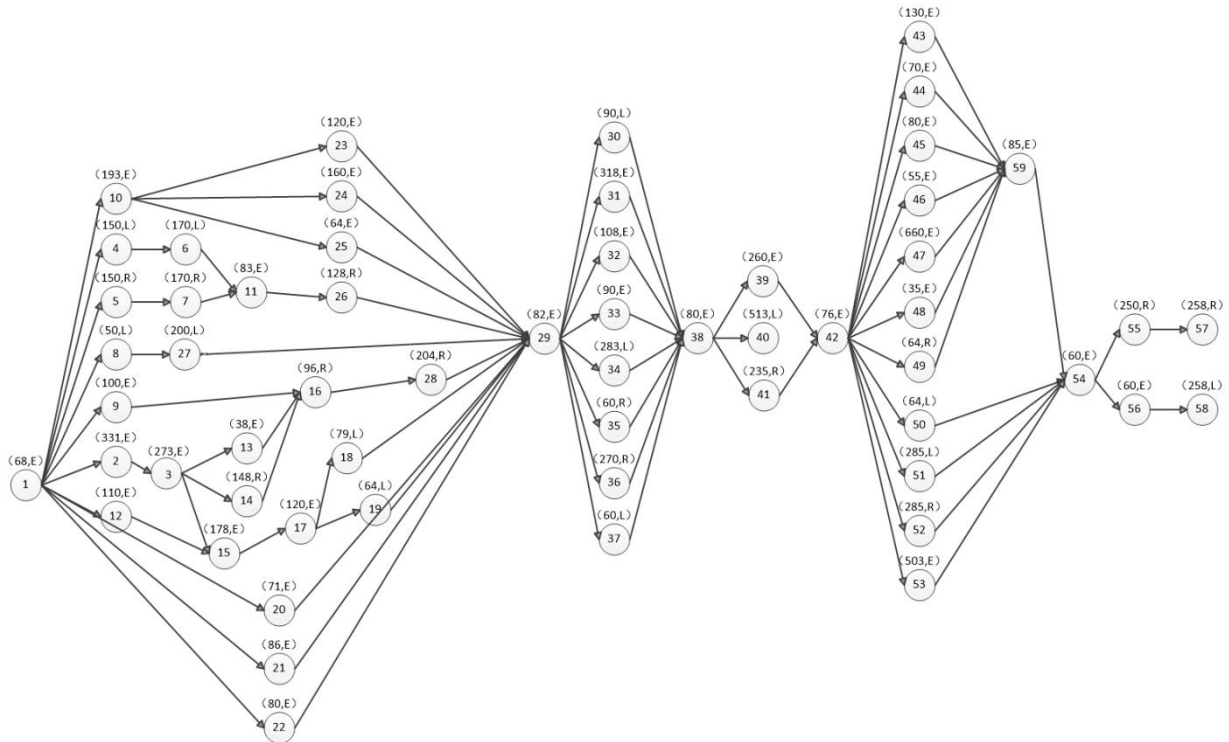 (130,E)
43
(70,E)
44
(90,L)
30
(80,E)
45
(120,E)
23
(85,E)
59
(193,E)
10
(160,E)
24
(318,E)
31
(55,E)
46
(150,L)
4
(170,L)
6
(64,E)
25
(108,E)
32
(660,E)
47
(150,R)
5
(170,R)
7
(83,E)
11
(128,R)
26
(90,E)
33
(260,E)
39
(35,E)
48
(50,L)
8
(200,L)
27
(82,E)
29
(283,L)
34
(80,E)
38
(513,L)
40
(76,E)
42
(64,R)
49
(250,R)
55
(258,R)
57
(100,E)
9
(96,R)
16
(204,R)
28
(60,R)
35
(235,R)
41
(64,L)
50
(60,E)
54
(60,E)
56
(258,L)
58
(68,E)
1
(331,E)
2
(273,E)
3
(38,E)
13
(79,L)
18
(270,R)
36
(285,L)
51
(110,E)
12
(148,R)
14
(178,E)
15
(120,E)
17
(64,L)
19
(60,L)
37
(285,R)
52
(71,E)
20
(503,E)
53
(86,E)
21
(80,E)
22